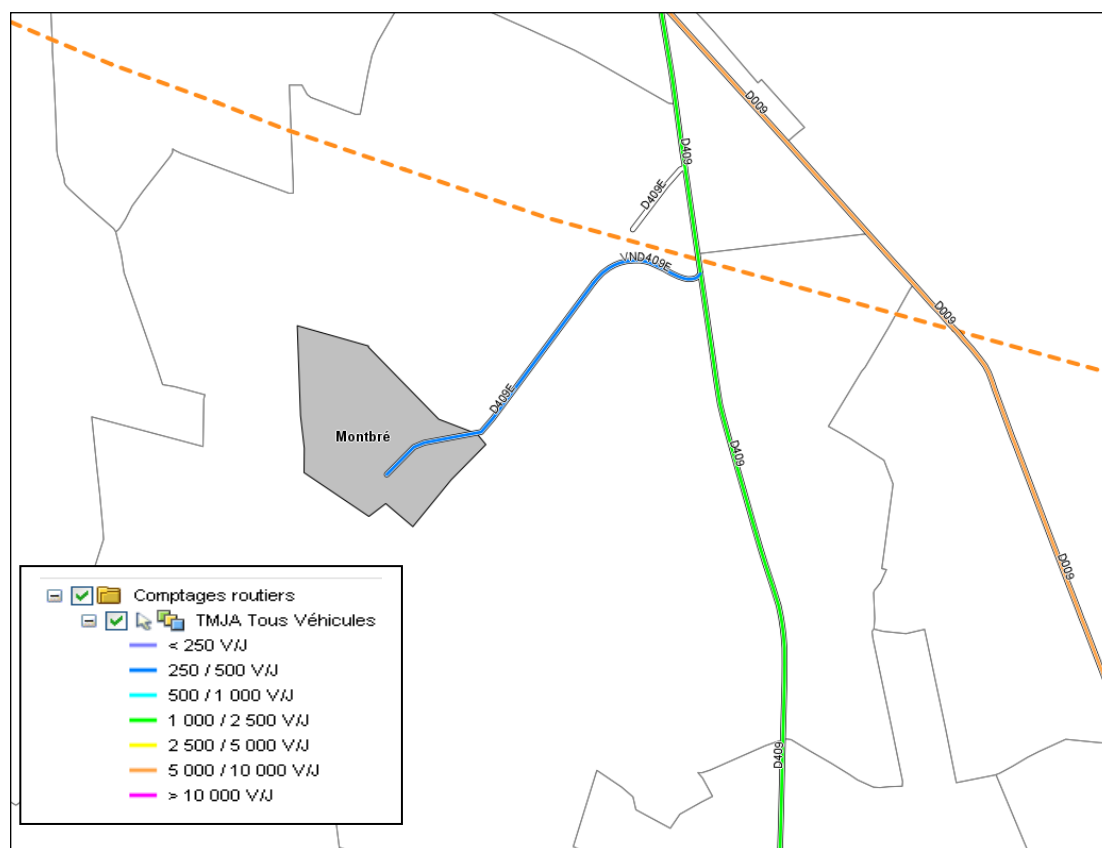 D009
D409
D409E
VND409E
D009
D409E
Montbré
D409
D009
D409
Comptages routiers
TMJA Tous Véhicules
< 250 V/J
250 / 500 V/J
500 / 1 000 V/J
1 000 / 2 500 V/J
2 500 / 5 000 V/J
5 000 / 10 000 V/J
> 10 000 V/J